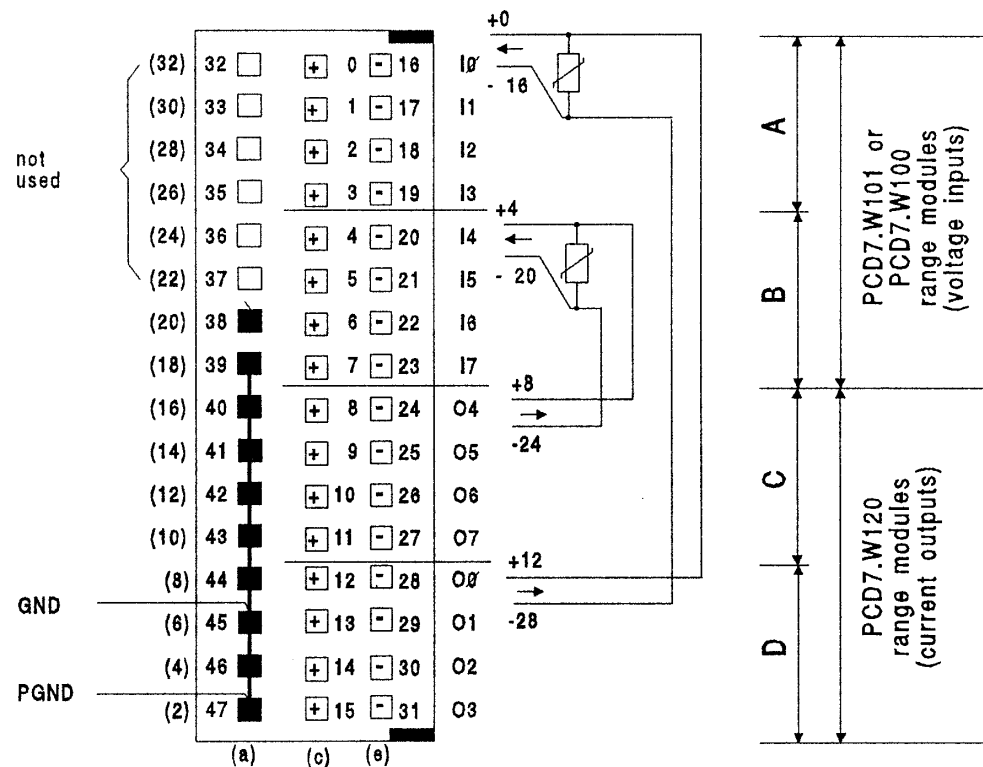 +0
(32) 32 + 0 - 16 I0
- 16
(30) 33 + 1 - 17 I1
(28) 34 + 2 - 18 I2
not
used
(26) 35 + 3 - 19 I3
+4
(24) 36 + 4 - 20 I4
- 20
(22) 37 + 5 - 21 I5
(20) 38 + 6 - 22 I6
(18) 39 + 7 - 23 I7
+8
(16) 40 + 8 - 24 O4
-24
(14) 41 + 9 - 25 O5
(12) 42 + 10 - 26 O6
(10) 43 + 11 - 27 O7
+12
(8) 44 + 12 - 28 O0
GND
-28
(6) 45 + 13 - 29 O1
(4) 46 + 14 - 30 O2
PGND
(2) 47 + 15 - 31 O3
(a) (c) (e)
A
B
C
D
PCD7.W101 or
PCD7.W100
range modules
(voltage inputs)
PCD7.W120
range modules
(current outputs)